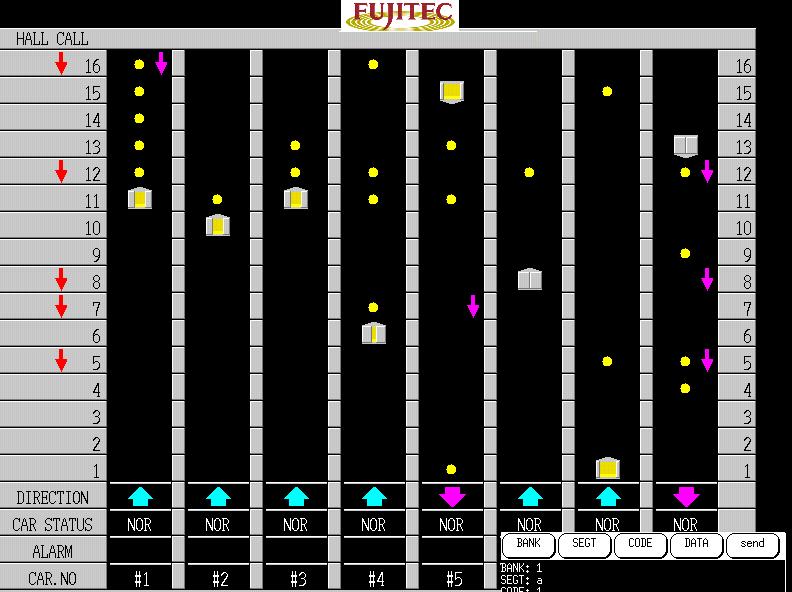 FUJITEC
HALL CALL
16 16
15 15
14 14
13 13
12 12
11 11
10 10
9 9
8 8
7 7
6 6
5 5
4 4
3 3
2 2
1 1
DIRECTION
CAR STATUS NOR NOR NOR NOR NOR NOR NOR NOR
ALARM
BANK SEGT CODE DATA send
CAR.NO #1 #2 #3 #4 #5
BANK: 1
SEGT: a
CODE: 1